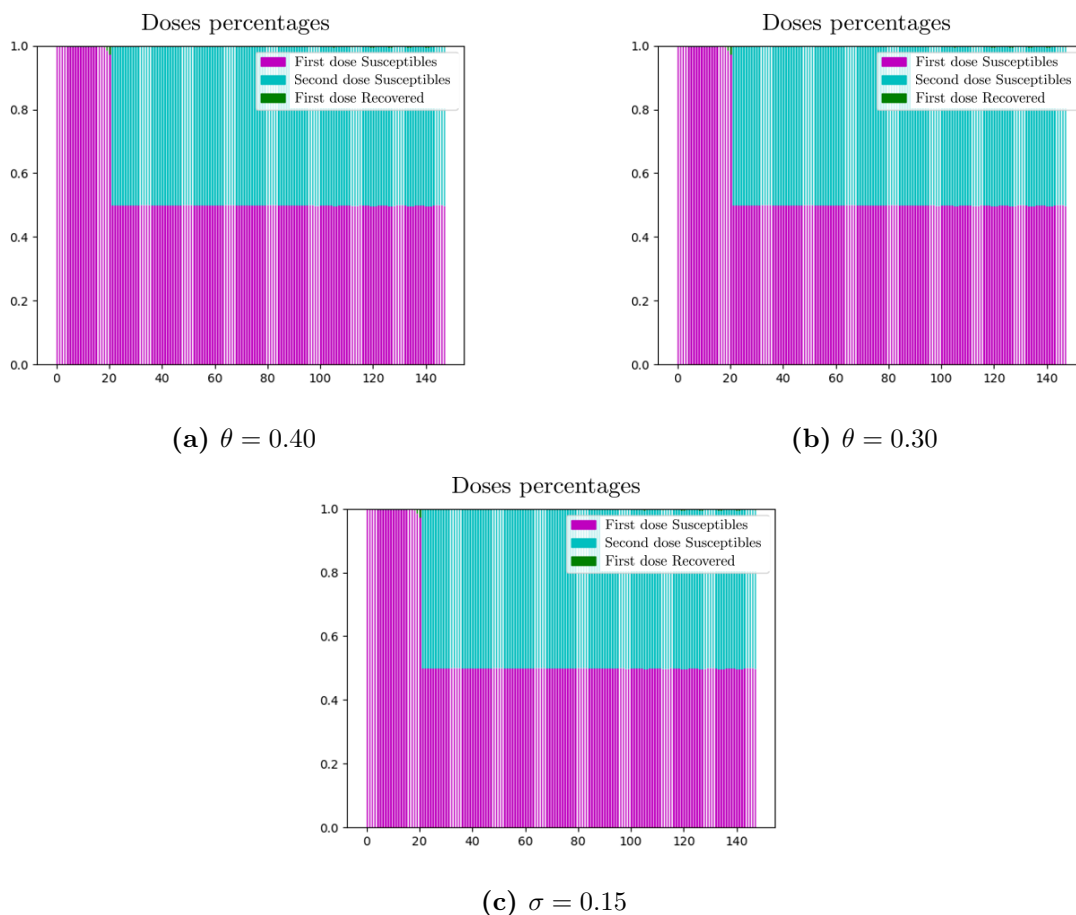 Doses percentages
1.0
0.8
0.6
0.4
0.2
0.0
0 20 40 60 80 100 120 140
First dose Susceptibles
Second dose Susceptibles
First dose Recovered
(a) θ = 0.40
Doses percentages
1.0
0.8
0.6
0.4
0.2
0.0
0 20 40 60 80 100 120 140
First dose Susceptibles
Second dose Susceptibles
First dose Recovered
(b) θ = 0.30
Doses percentages
1.0
0.8
0.6
0.4
0.2
0.0
0 20 40 60 80 100 120 140
First dose Susceptibles
Second dose Susceptibles
First dose Recovered
(c) σ = 0.15